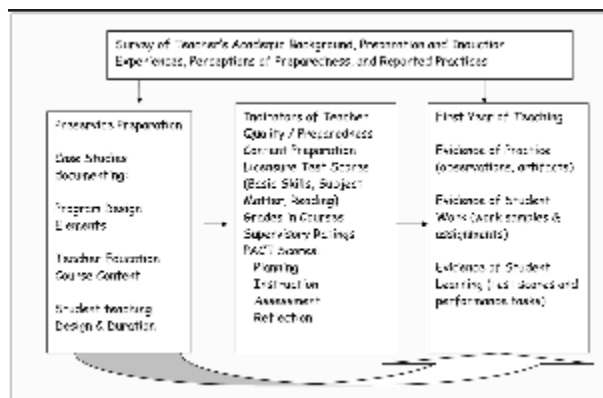 Survey of Teacher's Academic Background, Preparation and Induction
Experiences, Perceptions of Preparedness, and Reported Practices
Preservice Preparation
Case Studies
documenting:
Program Design
Elements
Teacher Education
Course Content
Student teaching
Design & Duration
Indicators of Teacher
Quality / Preparedness
Content Preparation
Licensure Test Scores
(Basic Skills, Subject
Matter, Reading)
Grades in Courses
Supervisory Ratings
PACT Scores:
Planning
Instruction
Assessment
Reflection
First Year of Teaching
Evidence of Practice
(observations, artifacts)
Evidence of Student
Work (work samples &
assignments)
Evidence of Student
Learning (test scores and
performance tasks)